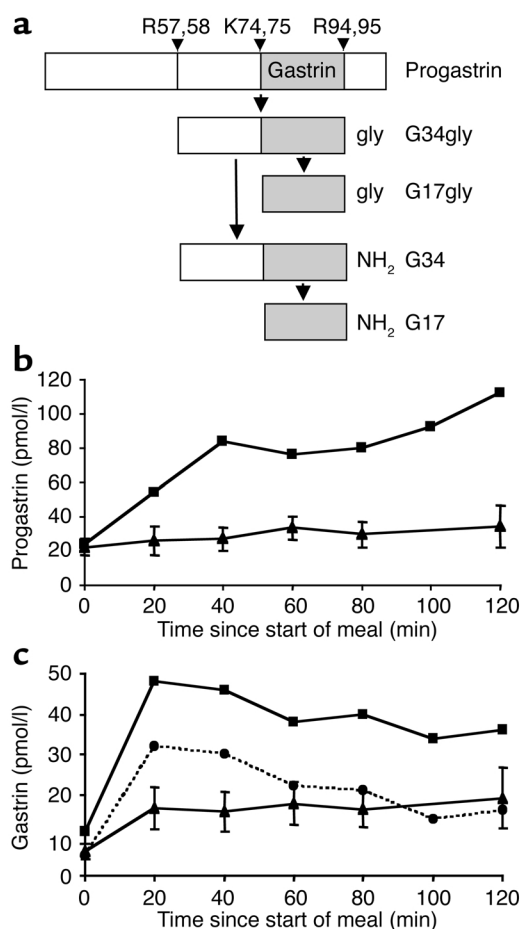 a
R57,58 K74,75 R94,95
Gastrin Progastrin
gly G34gly
gly G17gly
NH2 G34
NH2 G17
b
120
100
80
60
40
20
0
Progastrin (pmol/l)
0 20 40 60 80 100 120
Time since start of meal (min)
c
50
40
30
20
10
0
Gastrin (pmol/l)
0 20 40 60 80 100 120
Time since start of meal (min)